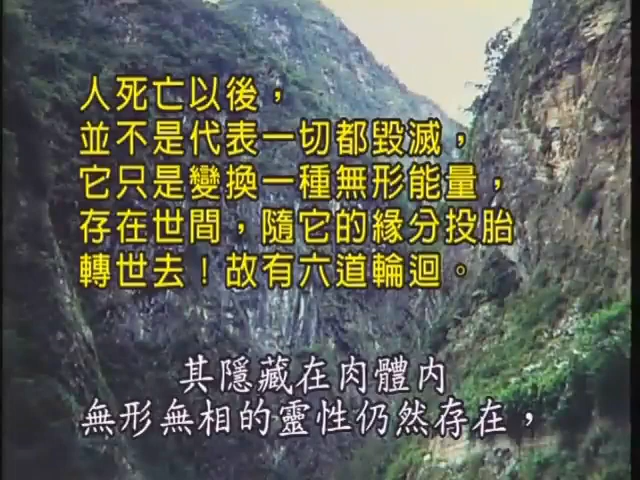 人死亡以後，
並不是代表一切都毀滅，
它只是變換一種無形能量，
存在世間，隨它的緣分投胎
轉世去！故有六道輪迴。
其隱藏在肉體內
無形無相的靈性仍然存在，